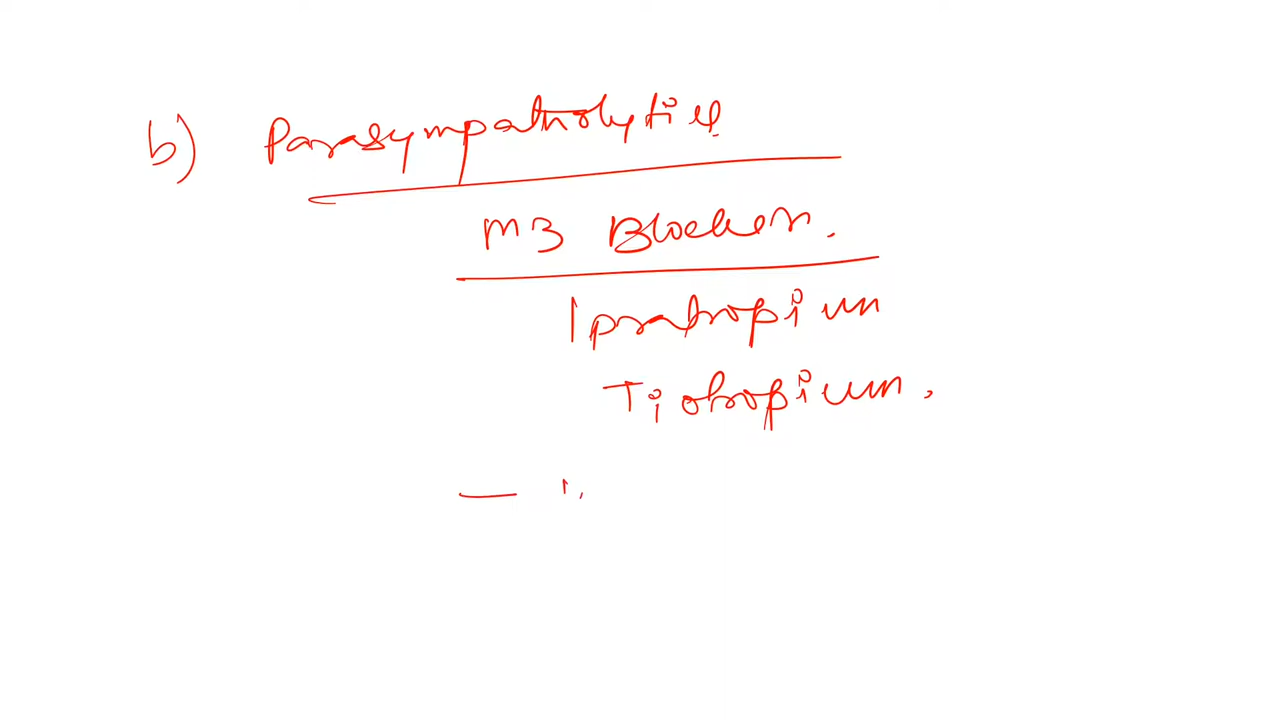 b) Parasympatholytics
M3 Blocker.
Ipratropium
Tiotropium,
—